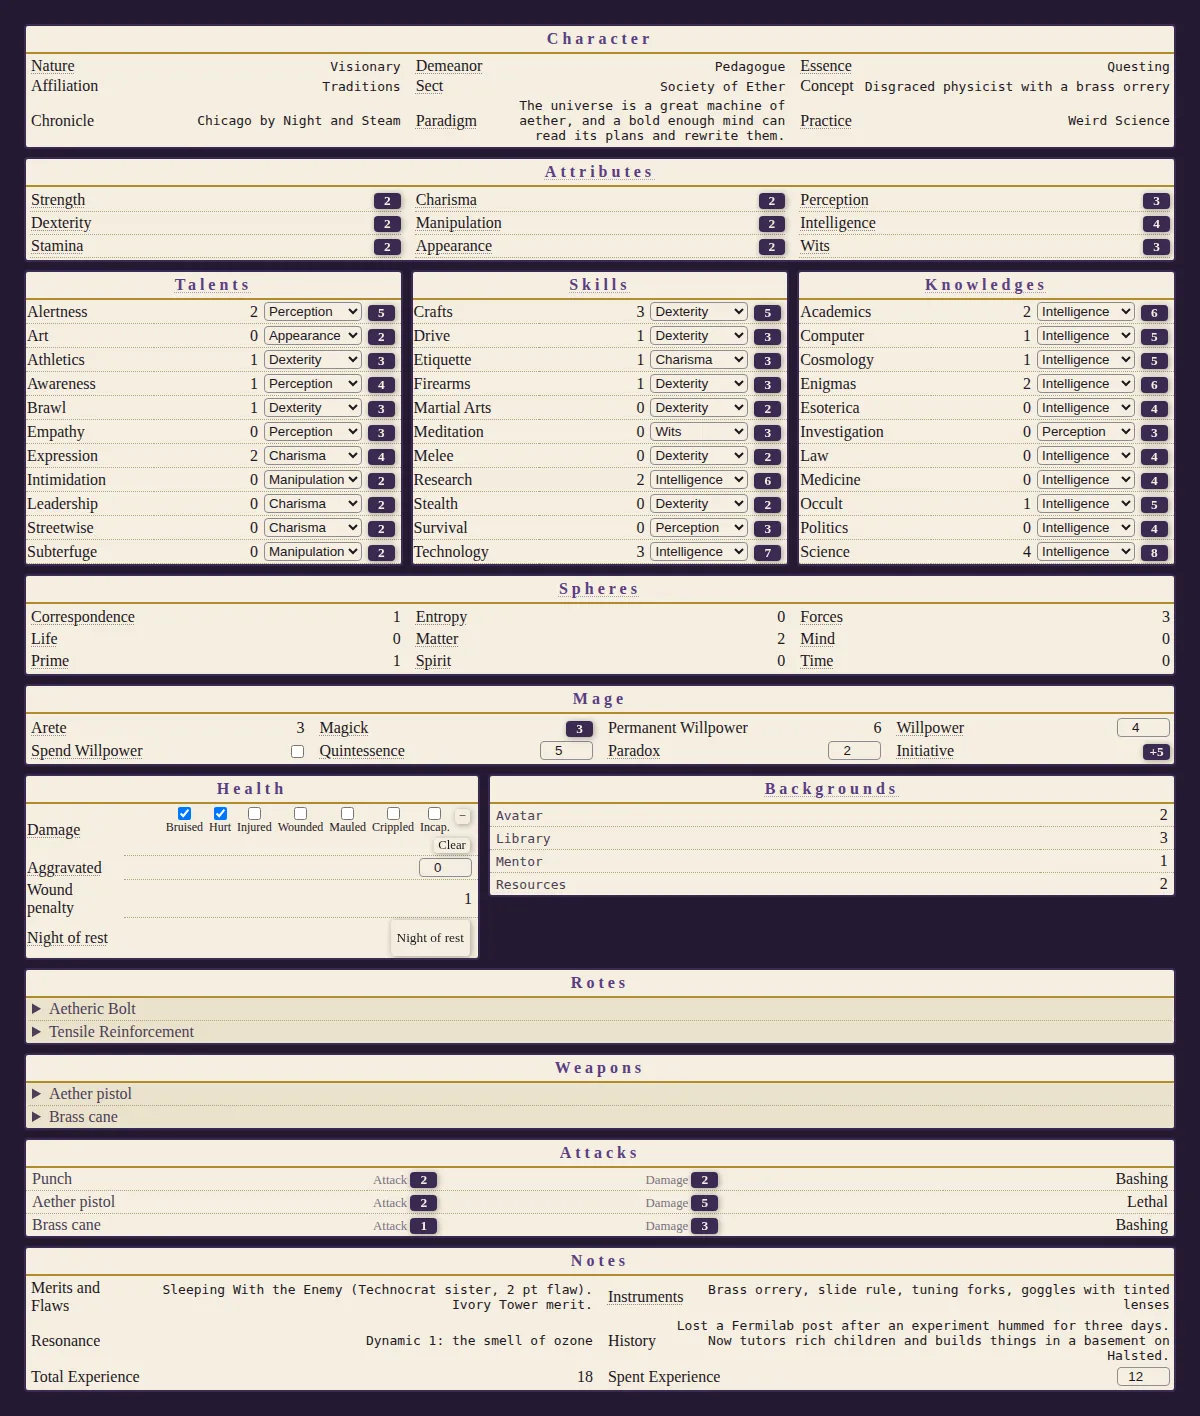 Character
Nature Visionary Demeanor Pedagogue Essence Questing
Affiliation Traditions Sect Society of Ether Concept Disgraced physicist with a brass orrery
Chronicle Chicago by Night and Steam Paradigm The universe is a great machine of
aether, and a bold enough mind can
read its plans and rewrite them.
Practice Weird Science
Attributes
Strength 2 Charisma 2 Perception 3
Dexterity 2 Manipulation 2 Intelligence 4
Stamina 2 Appearance 2 Wits 3
Talents
Alertness 2 Perception 5
Art 0 Appearance 2
Athletics 1 Dexterity 3
Awareness 1 Perception 4
Brawl 1 Dexterity 3
Empathy 0 Perception 3
Expression 2 Charisma 4
Intimidation 0 Manipulation 2
Leadership 0 Charisma 2
Streetwise 0 Charisma 2
Subterfuge 0 Manipulation 2
Skills
Crafts 3 Dexterity 5
Drive 1 Dexterity 3
Etiquette 1 Charisma 3
Firearms 1 Dexterity 3
Martial Arts 0 Dexterity 2
Meditation 0 Wits 3
Melee 0 Dexterity 2
Research 2 Intelligence 6
Stealth 0 Dexterity 2
Survival 0 Perception 3
Technology 3 Intelligence 7
Knowledges
Academics 2 Intelligence 6
Computer 1 Intelligence 5
Cosmology 1 Intelligence 5
Enigmas 2 Intelligence 6
Esoterica 0 Intelligence 4
Investigation 0 Perception 3
Law 0 Intelligence 4
Medicine 0 Intelligence 4
Occult 1 Intelligence 5
Politics 0 Intelligence 4
Science 4 Intelligence 8
Spheres
Correspondence 1 Entropy 0 Forces 3
Life 0 Matter 2 Mind 0
Prime 1 Spirit 0 Time 0
Mage
Arete 3 Magick 3 Permanent Willpower 6 Willpower 4
Spend Willpower Quintessence 5 Paradox 2 Initiative +5
Health
Damage Bruised Hurt Injured Wounded Mauled Crippled Incap. −
Clear
Aggravated 0
Wound
penalty 1
Night of rest Night of rest
Backgrounds
Avatar 2
Library 3
Mentor 1
Resources 2
Rotes
Aetheric Bolt
Tensile Reinforcement
Weapons
Aether pistol
Brass cane
Attacks
Punch Attack 2 Damage 2 Bashing
Aether pistol Attack 2 Damage 5 Lethal
Brass cane Attack 1 Damage 3 Bashing
Notes
Merits and
Flaws
Sleeping With the Enemy (Technocrat sister, 2 pt flaw).
Ivory Tower merit.
Instruments Brass orrery, slide rule, tuning forks, goggles with tinted
lenses
Resonance Dynamic 1: the smell of ozone
History Lost a Fermilab post after an experiment hummed for three days.
Now tutors rich children and builds things in a basement on
Halsted.
Total Experience 18 Spent Experience 12